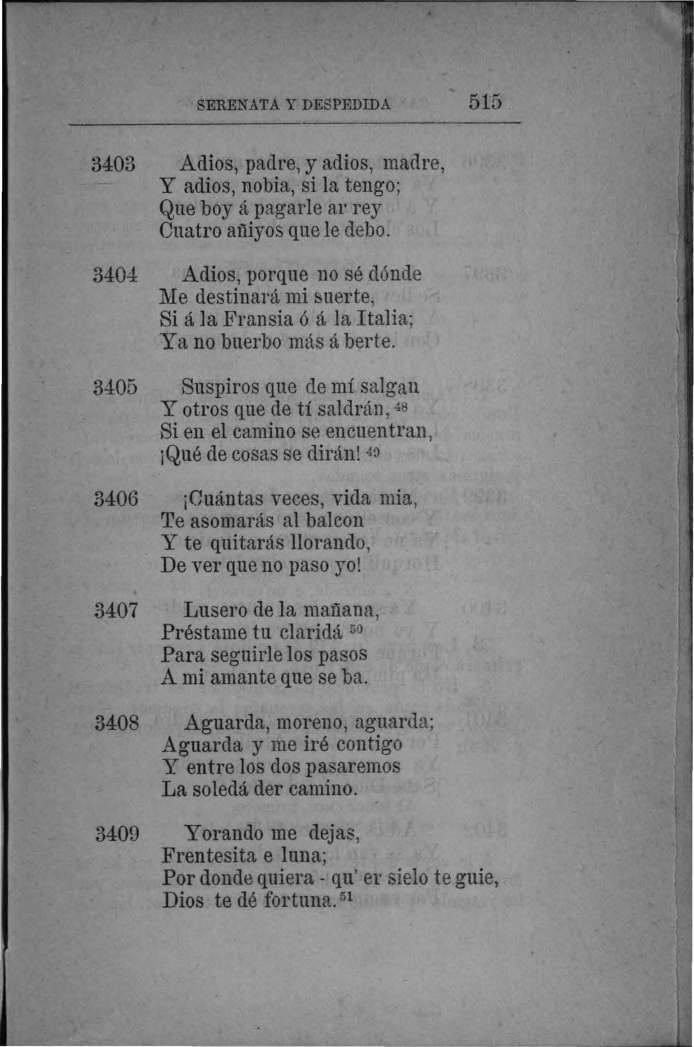 SERENATA Y DESPEDIDA 515
3403 Adios, padre, y adios, madre,
Y adios, nobia, si la tengo;
Que boy á pagarle ar rey
Cuatro añiyos que le debo.
3404 Adios, porque no sé dónde
Me destinará mi suerte,
Si á la Fransia ó á la Italia;
Ya no buerbo más á berte.
3405 Suspiros que de mí salgan
Y otros que de tí saldrán, 48
Si en el camino se encuentran,
¡Qué de cosas se dirán! 49
3406 ¡Cuántas veces, vida mia,
Te asomarás al balcon
Y te quitarás llorando,
De ver que no paso yo!
3407 Lusero de la mañana,
Préstame tu claridá 50
Para seguirle los pasos
A mi amante que se ba.
3408 Aguarda, moreno, aguarda;
Aguarda y me iré contigo
Y entre los dos pasaremos
La soledá der camino.
3409 Yorando me dejas,
Frentesita e luna;
Por donde quiera - qu' er sielo te guie,
Dios te dé fortuna. 51